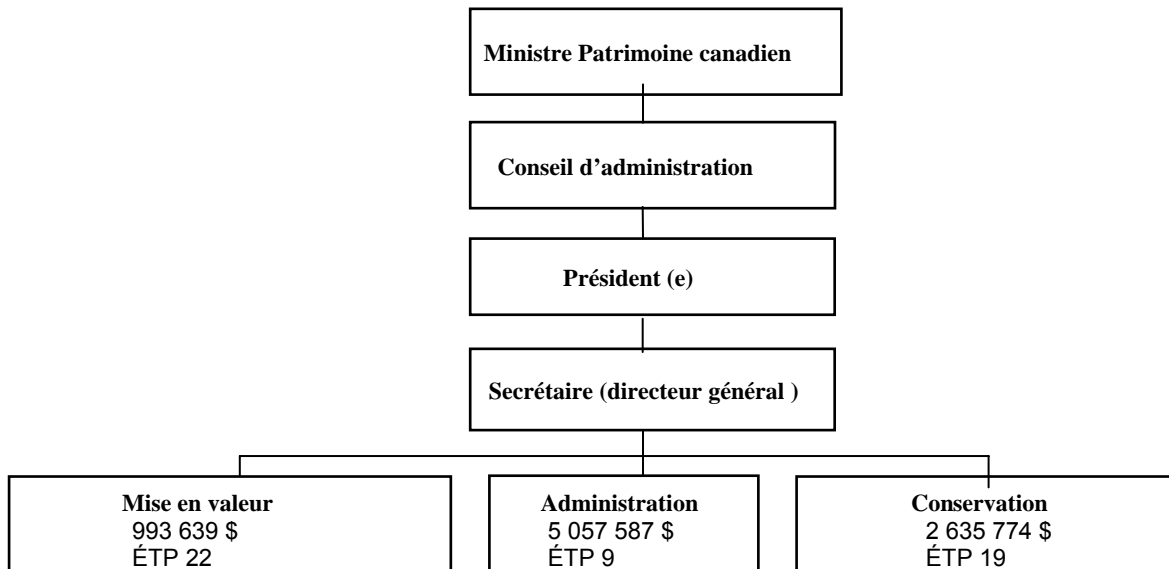 Ministre Patrimoine canadien
Conseil d’administration
Président (e)
Secrétaire (directeur général )
Mise en valeur
993 639 $
ÉTP 22
Administration
5 057 587 $
ÉTP 9
Conservation
2 635 774 $
ÉTP 19